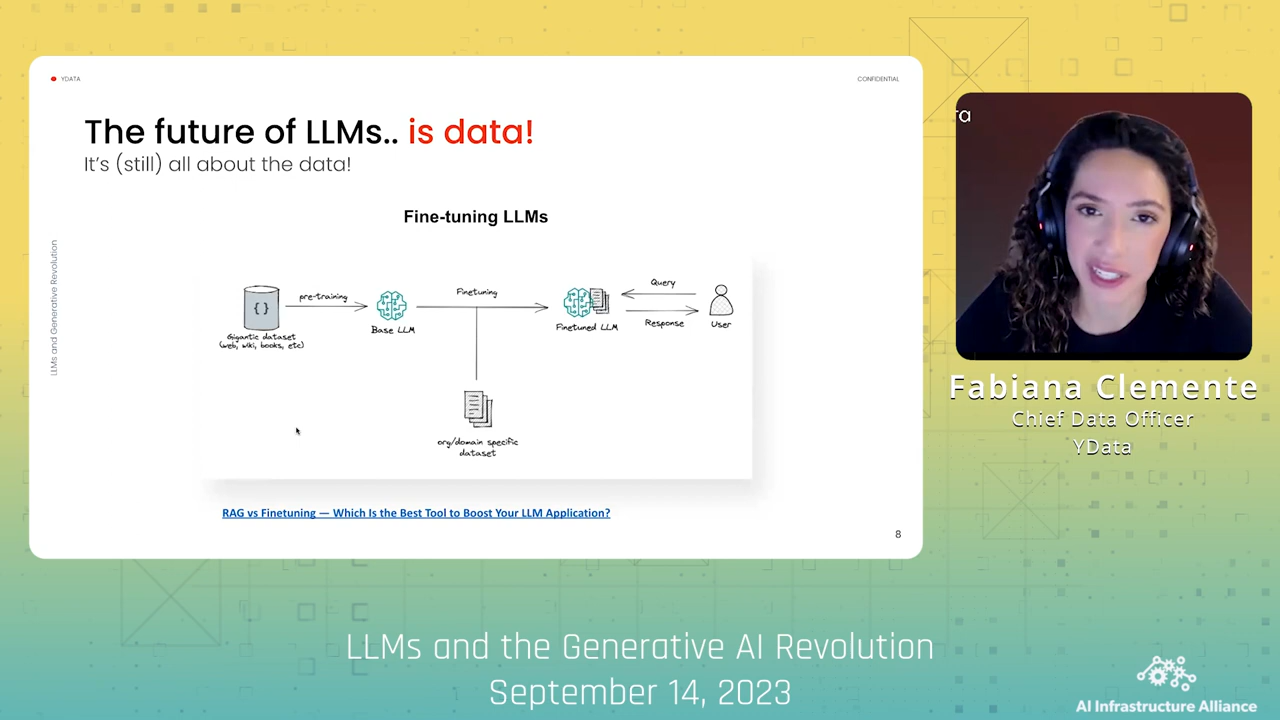 YDATA
CONFIDENTIAL
The future of LLMs.. is data!
It's (still) all about the data!
LLMs and Generative Revolution
Fine-tuning LLMs
{ }
Gigantic dataset
(web, wiki, books, etc)
pre-training
Base LLM
Finetuning
Finetuned LLM
Query
Response
User
org/domain specific
dataset
RAG vs Finetuning — Which Is the Best Tool to Boost Your LLM Application?
8
ra
Fabiana Clemente
Chief Data Officer
YData
LLMs and the Generative AI Revolution
September 14, 2023
AI Infrastructure Alliance